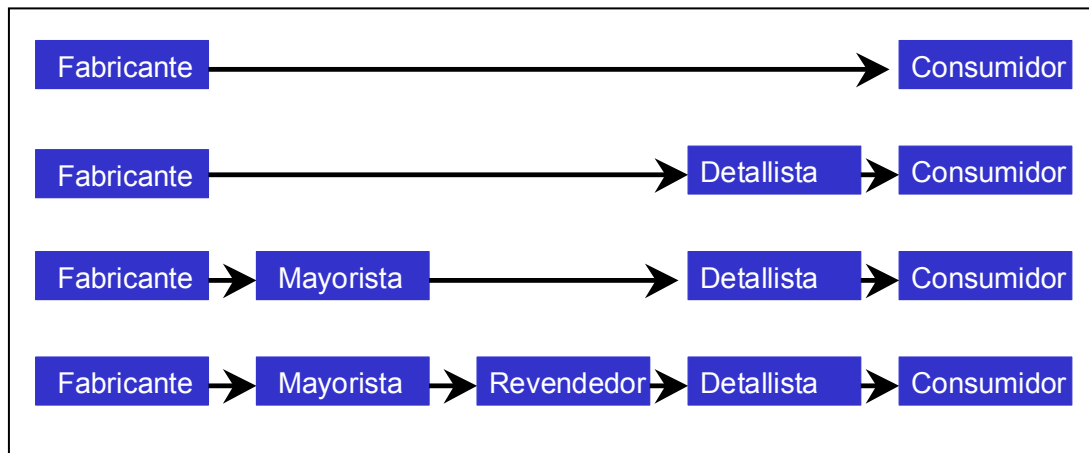 Fabricante Consumidor
Fabricante Detallista Consumidor
Fabricante Mayorista Detallista Consumidor
Fabricante Mayorista Revendedor Detallista Consumidor